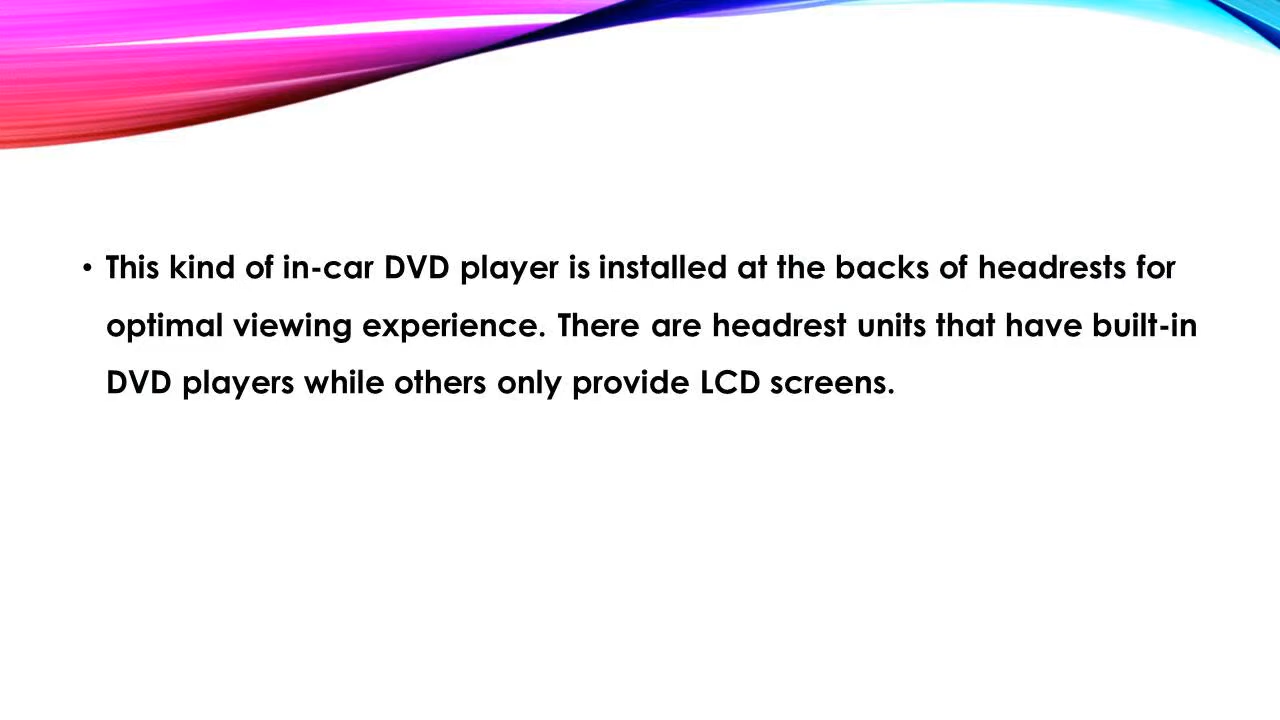 • This kind of in-car DVD player is installed at the backs of headrests for
optimal viewing experience. There are headrest units that have built-in
DVD players while others only provide LCD screens.